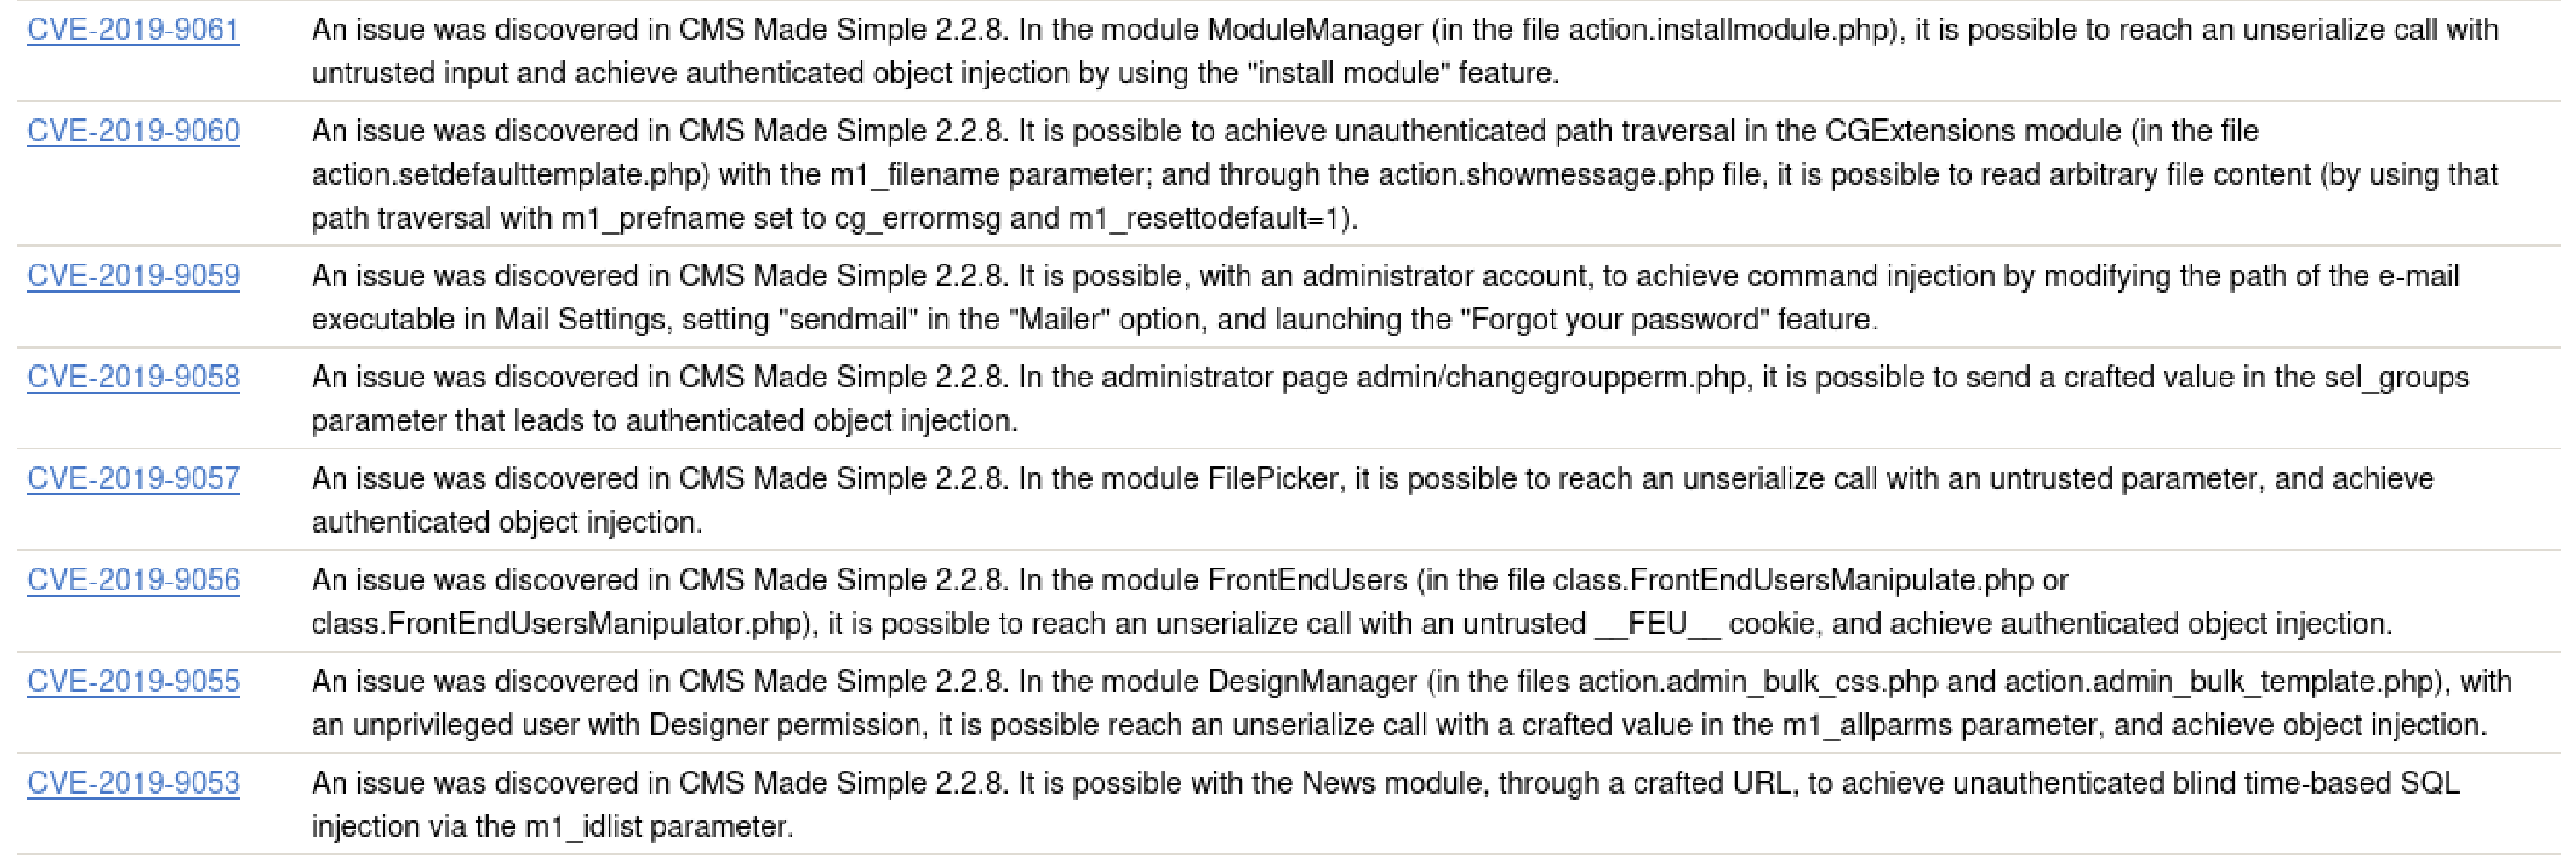 CVE-2019-9061 An issue was discovered in CMS Made Simple 2.2.8. In the module ModuleManager (in the file action.installmodule.php), it is possible to reach an unserialize call with
untrusted input and achieve authenticated object injection by using the "install module" feature.
CVE-2019-9060 An issue was discovered in CMS Made Simple 2.2.8. It is possible to achieve unauthenticated path traversal in the CGExtensions module (in the file
action.setdefaulttemplate.php) with the m1_filename parameter; and through the action.showmessage.php file, it is possible to read arbitrary file content (by using that
path traversal with m1_prefname set to cg_errormsg and m1_resettodefault=1).
CVE-2019-9059 An issue was discovered in CMS Made Simple 2.2.8. It is possible, with an administrator account, to achieve command injection by modifying the path of the e-mail
executable in Mail Settings, setting "sendmail" in the "Mailer" option, and launching the "Forgot your password" feature.
CVE-2019-9058 An issue was discovered in CMS Made Simple 2.2.8. In the administrator page admin/changegroupperm.php, it is possible to send a crafted value in the sel_groups
parameter that leads to authenticated object injection.
CVE-2019-9057 An issue was discovered in CMS Made Simple 2.2.8. In the module FilePicker, it is possible to reach an unserialize call with an untrusted parameter, and achieve
authenticated object injection.
CVE-2019-9056 An issue was discovered in CMS Made Simple 2.2.8. In the module FrontEndUsers (in the file class.FrontEndUsersManipulate.php or
class.FrontEndUsersManipulator.php), it is possible to reach an unserialize call with an untrusted __FEU__ cookie, and achieve authenticated object injection.
CVE-2019-9055 An issue was discovered in CMS Made Simple 2.2.8. In the module DesignManager (in the files action.admin_bulk_css.php and action.admin_bulk_template.php), with
an unprivileged user with Designer permission, it is possible reach an unserialize call with a crafted value in the m1_allparms parameter, and achieve object injection.
CVE-2019-9053 An issue was discovered in CMS Made Simple 2.2.8. It is possible with the News module, through a crafted URL, to achieve unauthenticated blind time-based SQL
injection via the m1_idlist parameter.